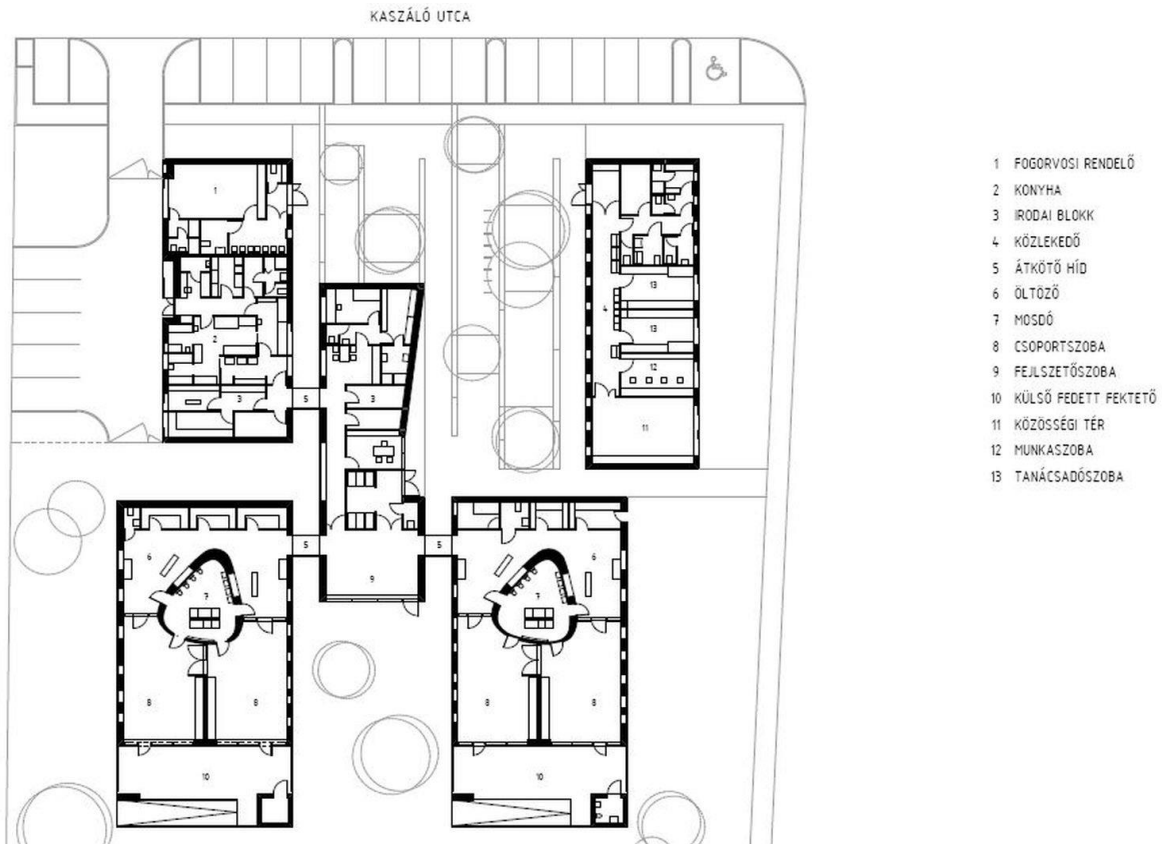 KASZÁLÓ UTCA
1 FOGORVOSI RENDELŐ
2 KONYHA
3 IRODAI BLOKK
4 KÖZLEKEDŐ
5 ÁTKÖTŐ HÍD
6 ÖLTÖZŐ
7 MOSDÓ
8 CSOPORTSZOBA
9 FEJLSZETŐSZOBA
10 KÜLSŐ FEDETT FEKTETŐ
11 KÖZÖSSÉGI TÉR
12 MUNKASZOBA
13 TANÁCSADÓSZOBA
1
13
4
13
2
12
3
5
3
11
5
5
6
6
9
7
7
8
8
8
8
10
10